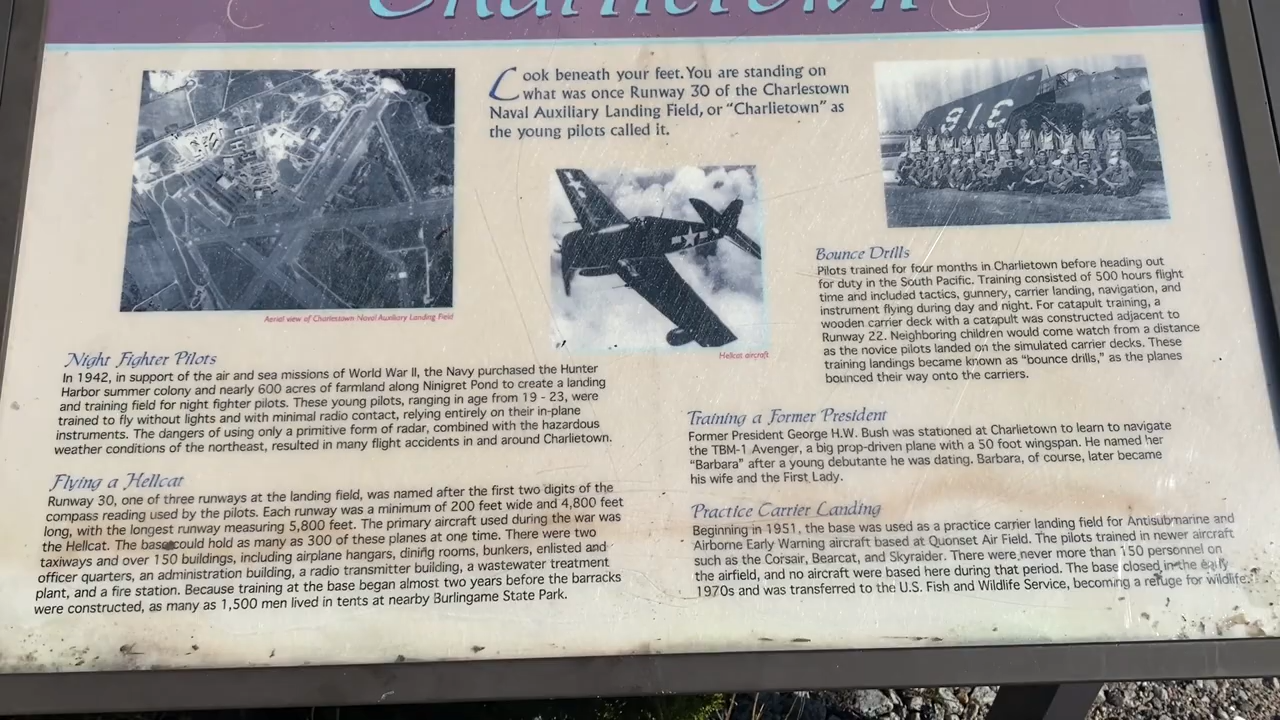 Charlietown
Look beneath your feet. You are standing on
what was once Runway 30 of the Charlestown
Naval Auxiliary Landing Field, or "Charlietown" as
the young pilots called it.
316
Aerial view of Charlestown Naval Auxiliary Landing Field
Hellcat aircraft
Night Fighter Pilots
In 1942, in support of the air and sea missions of World War II, the Navy purchased the Hunter
Harbor summer colony and nearly 600 acres of farmland along Ninigret Pond to create a landing
and training field for night fighter pilots. These young pilots, ranging in age from 19 - 23, were
trained to fly without lights and with minimal radio contact, relying entirely on their in-plane
instruments. The dangers of using only a primitive form of radar, combined with the hazardous
weather conditions of the northeast, resulted in many flight accidents in and around Charlietown.
Flying a Hellcat
Runway 30, one of three runways at the landing field, was named after the first two digits of the
compass reading used by the pilots. Each runway was a minimum of 200 feet wide and 4,800 feet
long, with the longest runway measuring 5,800 feet. The primary aircraft used during the war was
the Hellcat. The base could hold as many as 300 of these planes at one time. There were two
taxiways and over 150 buildings, including airplane hangars, dining rooms, bunkers, enlisted and
officer quarters, an administration building, a radio transmitter building, a wastewater treatment
plant, and a fire station. Because training at the base began almost two years before the barracks
were constructed, as many as 1,500 men lived in tents at nearby Burlingame State Park.
Bounce Drills
Pilots trained for four months in Charlietown before heading out
for duty in the South Pacific. Training consisted of 500 hours flight
time and included tactics, gunnery, carrier landing, navigation, and
instrument flying during day and night. For catapult training, a
wooden carrier deck with a catapult was constructed adjacent to
Runway 22. Neighboring children would come watch from a distance
as the novice pilots landed on the simulated carrier decks. These
training landings became known as "bounce drills," as the planes
bounced their way onto the carriers.
Training a Former President
Former President George H.W. Bush was stationed at Charlietown to learn to navigate
the TBM-1 Avenger, a big prop-driven plane with a 50 foot wingspan. He named her
"Barbara" after a young debutante he was dating. Barbara, of course, later became
his wife and the First Lady.
Practice Carrier Landing
Beginning in 1951, the base was used as a practice carrier landing field for Antisubmarine and
Airborne Early Warning aircraft based at Quonset Air Field. The pilots trained in newer aircraft
such as the Corsair, Bearcat, and Skyraider. There were never more than 150 personnel on
the airfield, and no aircraft were based here during that period. The base closed in the early
1970s and was transferred to the U.S. Fish and Wildlife Service, becoming a refuge for wildlife.